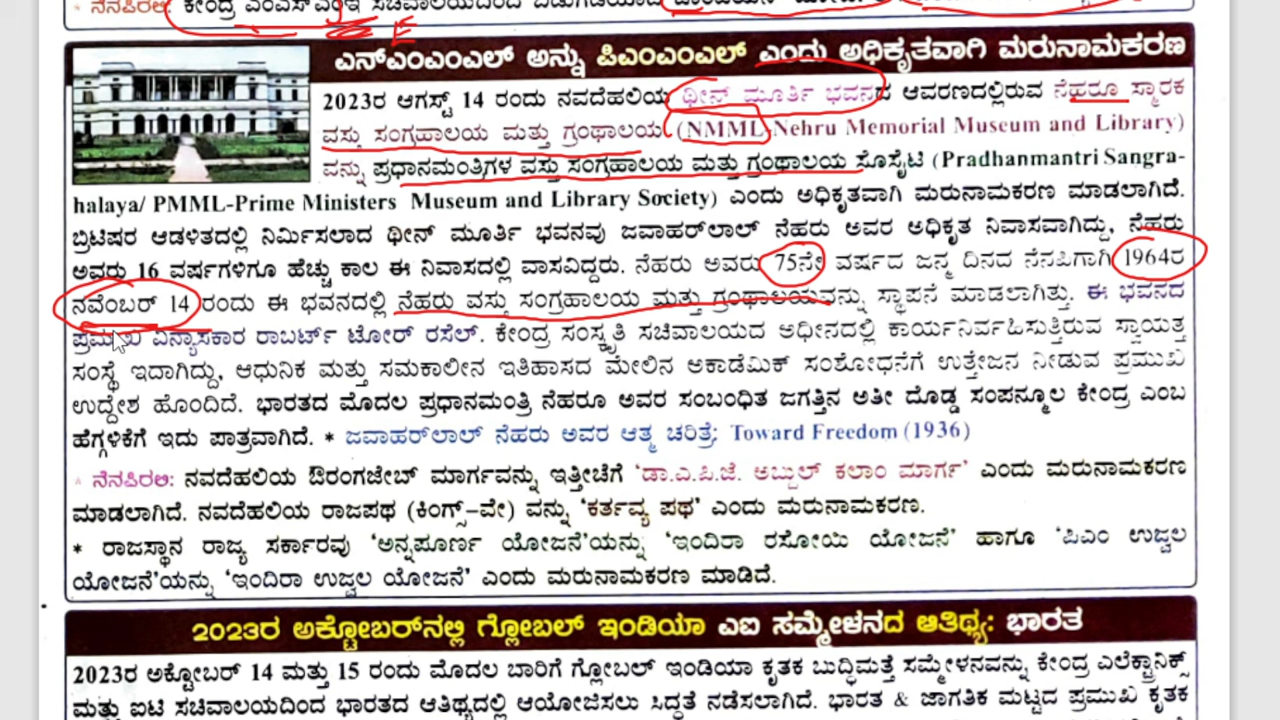 ನೆನಪಿರಲಿ: ಕೇಂದ್ರ ಎಂಎಸ್‌ಎಂಇ ಸಚಿವಾಲಯದಿಂದ
ಎನ್‌ಎಂಎಂಎಲ್ ಅನ್ನು ಪಿಎಂಎಂಎಲ್ ಎಂದು ಅಧಿಕೃತವಾಗಿ ಮರುನಾಮಕರಣ
2023ರ ಆಗಸ್ಟ್ 14 ರಂದು ನವದೆಹಲಿಯ ಥೀನ್ ಮೂರ್ತಿ ಭವನದ ಆವರಣದಲ್ಲಿರುವ ನೆಹರೂ ಸ್ಮಾರಕ
ವಸ್ತು ಸಂಗ್ರಹಾಲಯ ಮತ್ತು ಗ್ರಂಥಾಲಯ (NMML-Nehru Memorial Museum and Library)
ವನ್ನು ಪ್ರಧಾನಮಂತ್ರಿಗಳ ವಸ್ತು ಸಂಗ್ರಹಾಲಯ ಮತ್ತು ಗ್ರಂಥಾಲಯ ಸೊಸೈಟಿ (Pradhanmantri Sangra-
halaya/ PMML-Prime Ministers Museum and Library Society) ಎಂದು ಅಧಿಕೃತವಾಗಿ ಮರುನಾಮಕರಣ ಮಾಡಲಾಗಿದೆ.
ಬ್ರಿಟಿಷರ ಆಡಳಿತದಲ್ಲಿ ನಿರ್ಮಿಸಲಾದ ಥೀನ್ ಮೂರ್ತಿ ಭವನವು ಜವಾಹರ್‌ಲಾಲ್ ನೆಹರು ಅವರ ಅಧಿಕೃತ ನಿವಾಸವಾಗಿದ್ದು, ನೆಹರು
ಅವರು 16 ವರ್ಷಗಳಿಗೂ ಹೆಚ್ಚು ಕಾಲ ಈ ನಿವಾಸದಲ್ಲಿ ವಾಸವಿದ್ದರು. ನೆಹರು ಅವರು 75ನೇ ವರ್ಷದ ಜನ್ಮ ದಿನದ ನೆನಪಿಗಾಗಿ 1964ರ
ನವೆಂಬರ್ 14 ರಂದು ಈ ಭವನದಲ್ಲಿ ನೆಹರು ವಸ್ತು ಸಂಗ್ರಹಾಲಯ ಮತ್ತು ಗ್ರಂಥಾಲಯವನ್ನು ಸ್ಥಾಪನೆ ಮಾಡಲಾಗಿತ್ತು. ಈ ಭವನದ
ಪ್ರಮುಖ ವಿನ್ಯಾಸಕಾರ ರಾಬರ್ಟ್ ಟೋರ್ ರಸೆಲ್. ಕೇಂದ್ರ ಸಂಸ್ಕೃತಿ ಸಚಿವಾಲಯದ ಅಧೀನದಲ್ಲಿ ಕಾರ್ಯನಿರ್ವಹಿಸುತ್ತಿರುವ ಸ್ವಾಯತ್ತ
ಸಂಸ್ಥೆ ಇದಾಗಿದ್ದು, ಆಧುನಿಕ ಮತ್ತು ಸಮಕಾಲೀನ ಇತಿಹಾಸದ ಮೇಲಿನ ಅಕಾಡೆಮಿಕ್ ಸಂಶೋಧನೆಗೆ ಉತ್ತೇಜನ ನೀಡುವ ಪ್ರಮುಖ
ಉದ್ದೇಶ ಹೊಂದಿದೆ. ಭಾರತದ ಮೊದಲ ಪ್ರಧಾನಮಂತ್ರಿ ನೆಹರೂ ಅವರ ಸಂಬಂಧಿತ ಜಗತ್ತಿನ ಅತೀ ದೊಡ್ಡ ಸಂಪನ್ಮೂಲ ಕೇಂದ್ರ ಎಂಬ
ಹೆಗ್ಗಳಿಕೆಗೆ ಇದು ಪಾತ್ರವಾಗಿದೆ. * ಜವಾಹರ್‌ಲಾಲ್ ನೆಹರು ಅವರ ಆತ್ಮ ಚರಿತ್ರೆ: Toward Freedom (1936)
* ನೆನಪಿರಲಿ: ನವದೆಹಲಿಯ ಔರಂಗಜೇಬ್ ಮಾರ್ಗವನ್ನು ಇತ್ತೀಚೆಗೆ 'ಡಾ.ಎ.ಪಿ.ಜೆ. ಅಬ್ದುಲ್ ಕಲಾಂ ಮಾರ್ಗ' ಎಂದು ಮರುನಾಮಕರಣ
ಮಾಡಲಾಗಿದೆ. ನವದೆಹಲಿಯ ರಾಜಪಥ (ಕಿಂಗ್ಸ್-ವೇ) ವನ್ನು 'ಕರ್ತವ್ಯ ಪಥ' ಎಂದು ಮರುನಾಮಕರಣ.
* ರಾಜಸ್ಥಾನ ರಾಜ್ಯ ಸರ್ಕಾರವು 'ಅನ್ನಪೂರ್ಣ ಯೋಜನೆ'ಯನ್ನು 'ಇಂದಿರಾ ರಸೋಯಿ ಯೋಜನೆ' ಹಾಗೂ 'ಪಿಎಂ ಉಜ್ವಲ
ಯೋಜನೆ'ಯನ್ನು 'ಇಂದಿರಾ ಉಜ್ವಲ ಯೋಜನೆ' ಎಂದು ಮರುನಾಮಕರಣ ಮಾಡಿದೆ.
2023ರ ಅಕ್ಟೋಬರ್‌ನಲ್ಲಿ ಗ್ಲೋಬಲ್ ಇಂಡಿಯಾ ಎಐ ಸಮ್ಮೇಳನದ ಆತಿಥ್ಯ: ಭಾರತ
2023ರ ಅಕ್ಟೋಬರ್ 14 ಮತ್ತು 15 ರಂದು ಮೊದಲ ಬಾರಿಗೆ ಗ್ಲೋಬಲ್ ಇಂಡಿಯಾ ಕೃತಕ ಬುದ್ಧಿಮತ್ತೆ ಸಮ್ಮೇಳನವನ್ನು ಕೇಂದ್ರ ಎಲೆಕ್ಟ್ರಾನಿಕ್ಸ್
ಮತ್ತು ಐಟಿ ಸಚಿವಾಲಯದಿಂದ ಭಾರತದ ಆತಿಥ್ಯದಲ್ಲಿ ಆಯೋಜಿಸಲು ಸಿದ್ಧತೆ ನಡೆಸಲಾಗಿದೆ. ಭಾರತ & ಜಾಗತಿಕ ಮಟ್ಟದ ಪ್ರಮುಖ ಕೃತಕ